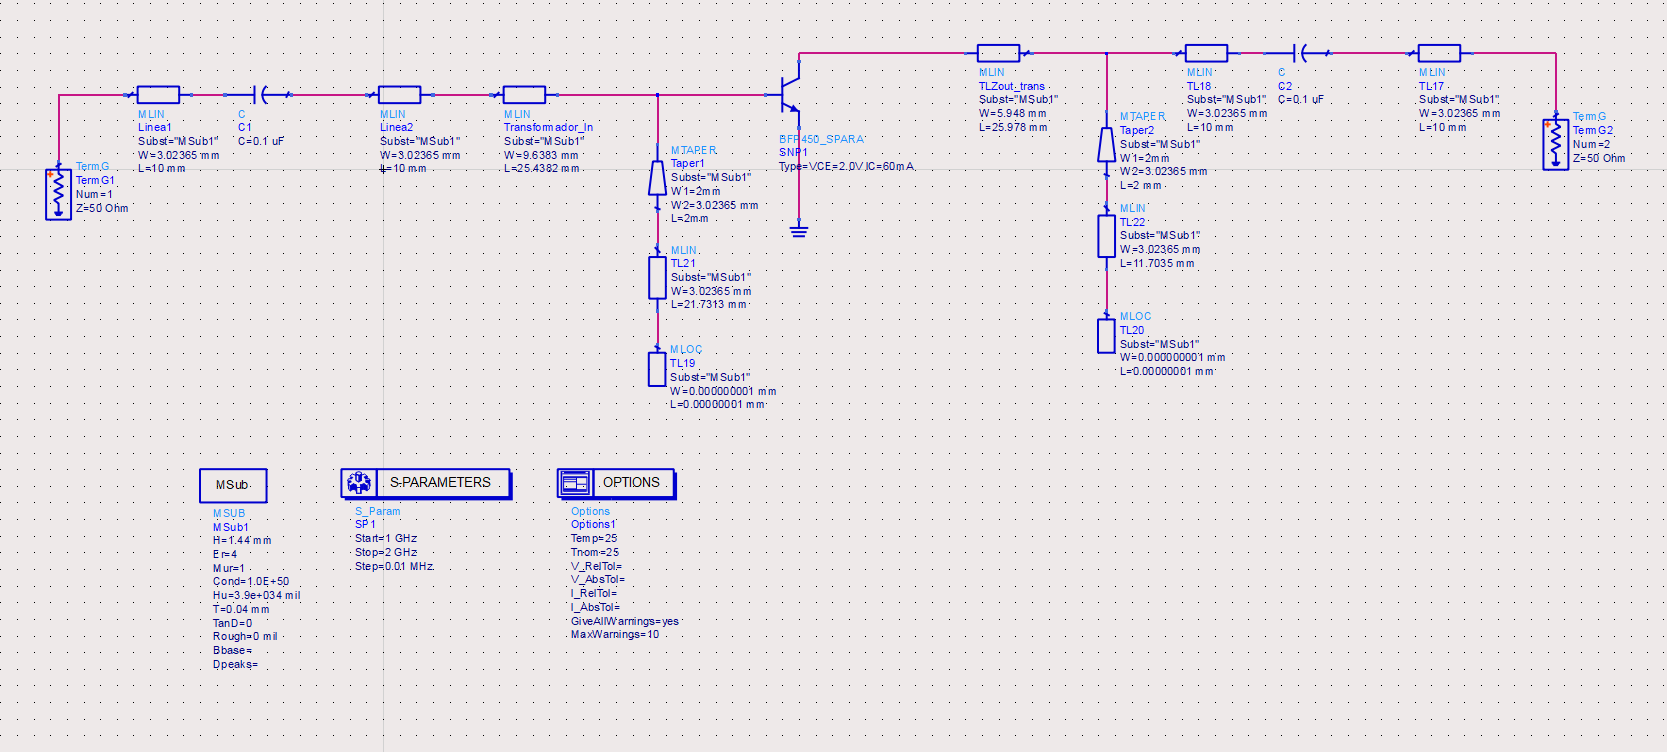 TermG
TermG1
Num=1
Z=50 Ohm
MLIN
Linea1
Subst="MSub1"
W=3.02365 mm
L=10 mm
C
C1
C=0.1 uF
MLIN
Linea2
Subst="MSub1"
W=3.02365 mm
L=10 mm
MLIN
Transformador_In
Subst="MSub1"
W=9.6383 mm
L=25.4382 mm
MTAPER
Taper1
Subst="MSub1"
W1=2mm
W2=3.02365 mm
L=2mm
MLIN
TL21
Subst="MSub1"
W=3.02365 mm
L=21.7313 mm
MLOC
TL19
Subst="MSub1"
W=0.000000001 mm
L=0.00000001 mm
BFP450_SPARA
SNP1
Type=VCE=2.0V IC=60mA
MLIN
TLZout_trans
Subst="MSub1"
W=5.948 mm
L=25.978 mm
MTAPER
Taper2
Subst="MSub1"
W1=2mm
W2=3.02365 mm
L=2 mm
MLIN
TL22
Subst="MSub1"
W=3.02365 mm
L=11.7035 mm
MLOC
TL20
Subst="MSub1"
W=0.00000001 mm
L=0.00000001 mm
MLIN
TL18
Subst="MSub1"
W=3.02365 mm
L=10 mm
C
C2
C=0.1 uF
MLIN
TL17
Subst="MSub1"
W=3.02365 mm
L=10 mm
TermG
TermG2
Num=2
Z=50 Ohm
MSub
MSUB
MSub1
H=1.44 mm
Er=4
Mur=1
Cond=1.0E+50
Hu=3.9e+034 mil
T=0.04 mm
TanD=0
Rough=0 mil
Bbase=
Dpeaks=
S-PARAMETERS
S_Param
SP1
Start=1 GHz
Stop=2 GHz
Step=0.01 MHz
OPTIONS
Options
Options1
Temp=25
Tnom=25
V_RelTol=
V_AbsTol=
I_RelTol=
I_AbsTol=
GiveAllWarnings=yes
MaxWarnings=10